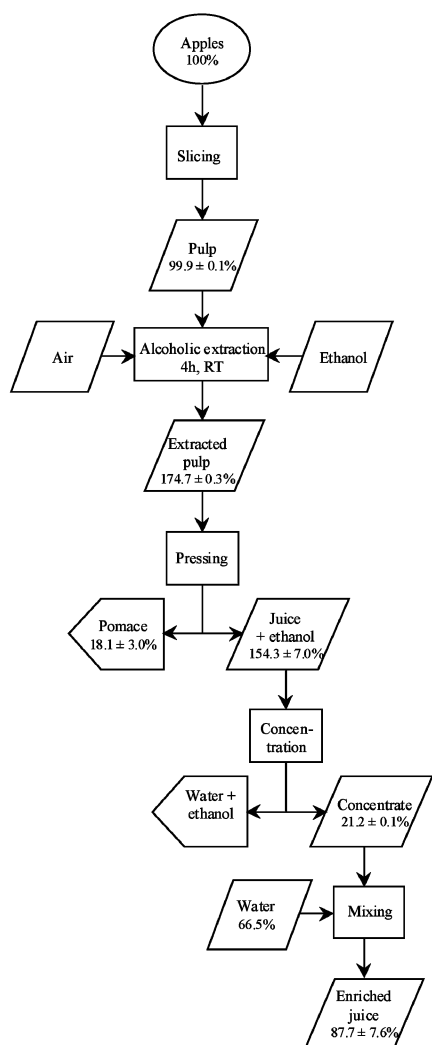 Apples
100%
Slicing
Pulp
99.9 ± 0.1%
Air
Alcoholic extraction
4h, RT
Ethanol
Extracted
pulp
174.7 ± 0.3%
Pressing
Pomace
18.1 ± 3.0%
Juice
+ ethanol
154.3 ± 7.0%
Concen-
tration
Water +
ethanol
Concentrate
21.2 ± 0.1%
Water
66.5%
Mixing
Enriched
juice
87.7 ± 7.6%